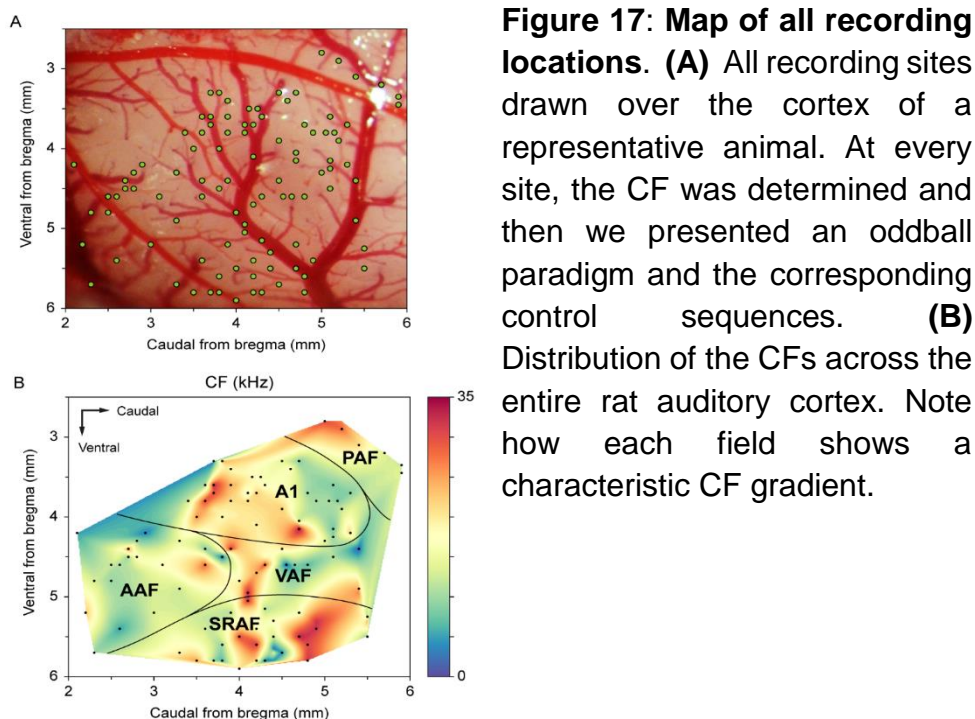 A
3
4
5
6
Ventral from bregma (mm)
2 3 4 5 6
Caudal from bregma (mm)
B
CF (kHz)
35
0
Caudal
Ventral
3
4
5
6
Ventral from bregma (mm)
PAF
A1
AAF
VAF
SRAF
2 3 4 5 6
Caudal from bregma (mm)
Figure 17: Map of all recording
locations. (A) All recording sites
drawn over the cortex of a
representative animal. At every
site, the CF was determined and
then we presented an oddball
paradigm and the corresponding
control sequences. (B)
Distribution of the CFs across the
entire rat auditory cortex. Note
how each field shows a
characteristic CF gradient.